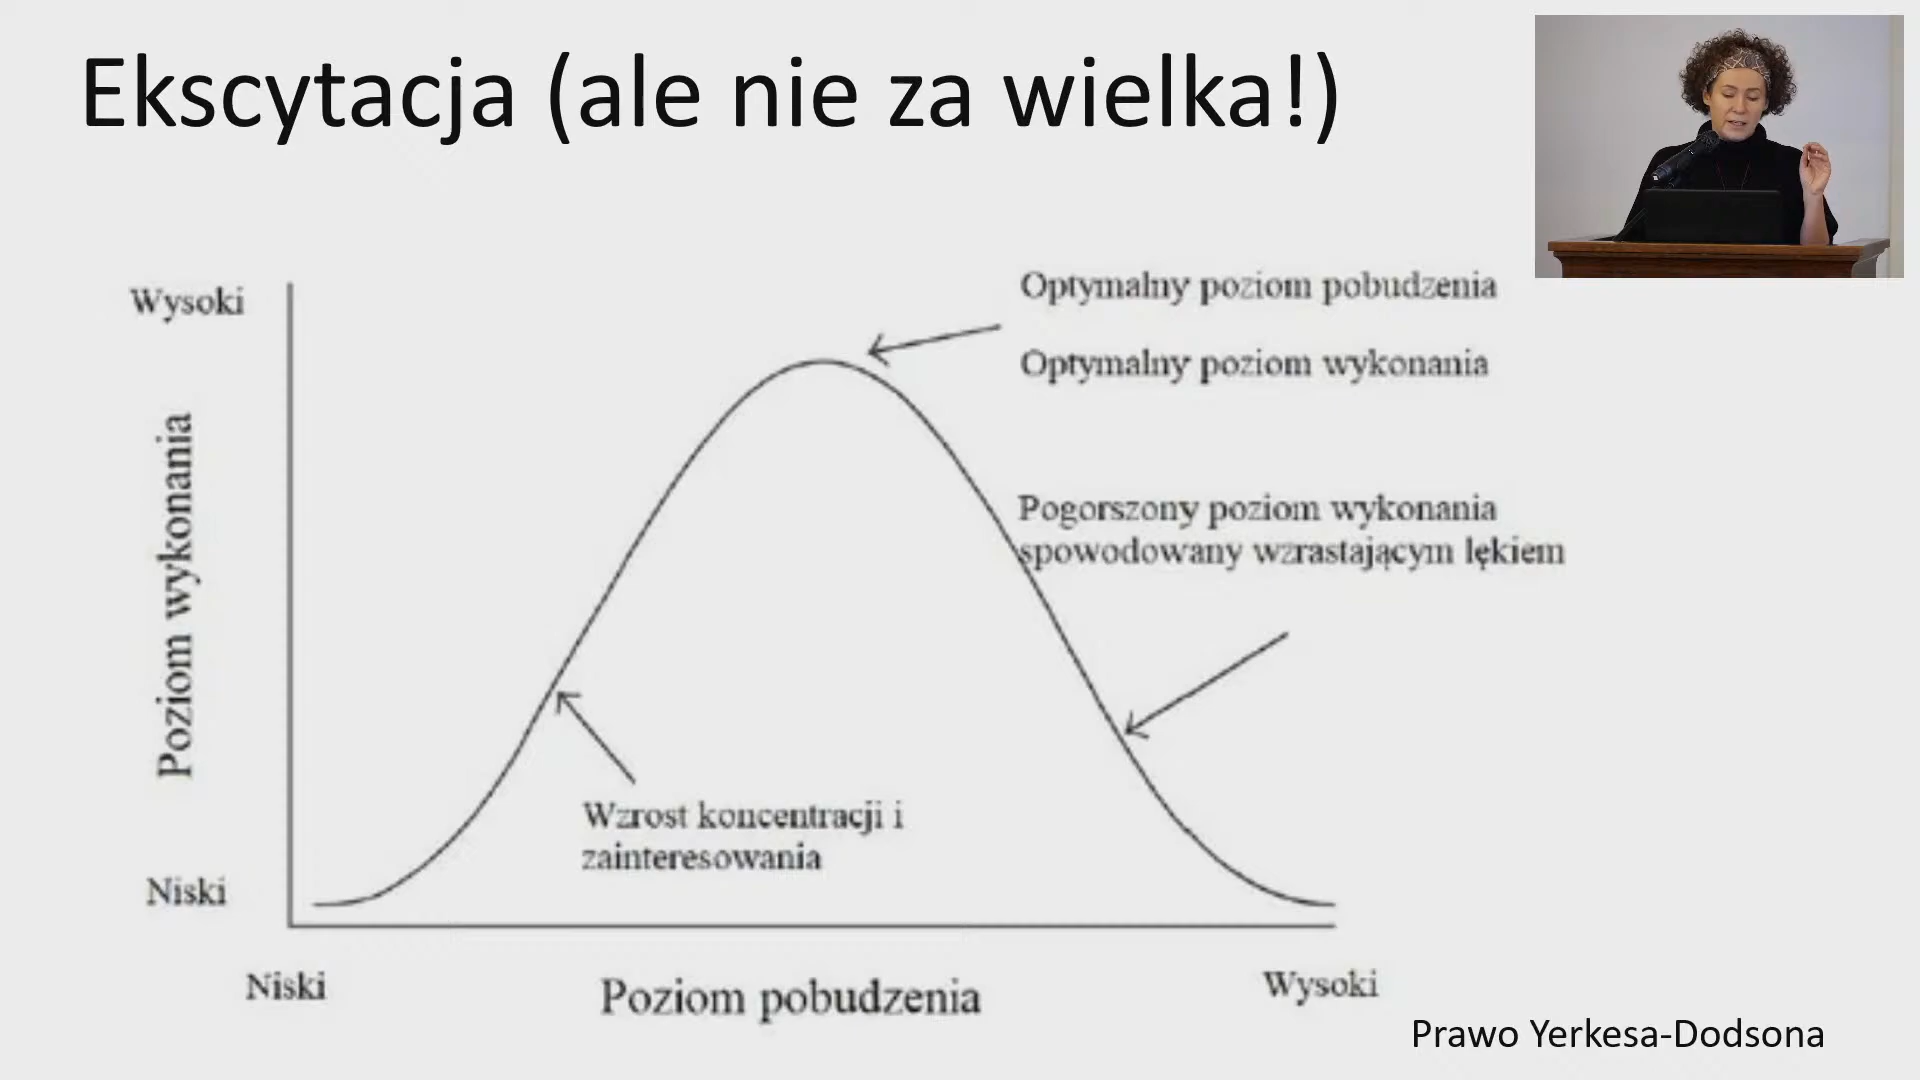 Ekscytacja (ale nie za wielka!)
Wysoki
Optymalny poziom pobudzenia
Optymalny poziom wykonania
Poziom wykonania
Pogorszony poziom wykonania
spowodowany wzrastającym lękiem
Wzrost koncentracji i
zainteresowania
Niski
Niski
Poziom pobudzenia
Wysoki
Prawo Yerkesa-Dodsona